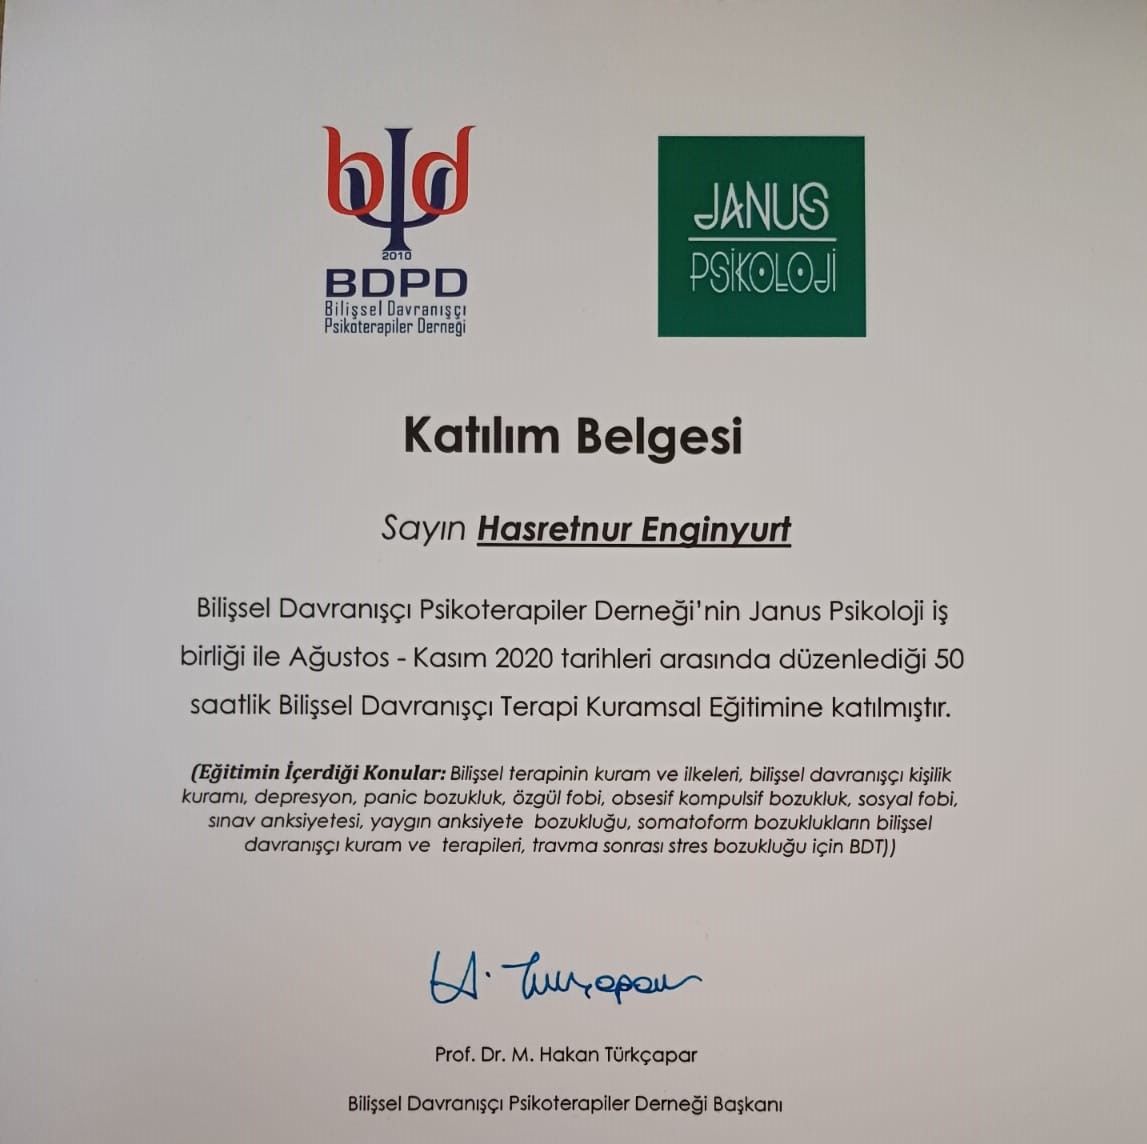 bψd
2010
BDPD
Bilişsel Davranışçı
Psikoterapiler Derneği
JANUS
PSİKOLOJİ
Katılım Belgesi
Sayın Hasretnur Enginyurt
Bilişsel Davranışçı Psikoterapiler Derneği'nin Janus Psikoloji iş
birliği ile Ağustos - Kasım 2020 tarihleri arasında düzenlediği 50
saatlik Bilişsel Davranışçı Terapi Kuramsal Eğitimine katılmıştır.
(Eğitimin İçerdiği Konular: Bilişsel terapinin kuram ve ilkeleri, bilişsel davranışçı kişilik
kuramı, depresyon, panic bozukluk, özgül fobi, obsesif kompulsif bozukluk, sosyal fobi,
sınav anksiyetesi, yaygın anksiyete bozukluğu, somatoform bozuklukların bilişsel
davranışçı kuram ve terapileri, travma sonrası stres bozukluğu için BDT))
H. Türkçapar
Prof. Dr. M. Hakan Türkçapar
Bilişsel Davranışçı Psikoterapiler Derneği Başkanı